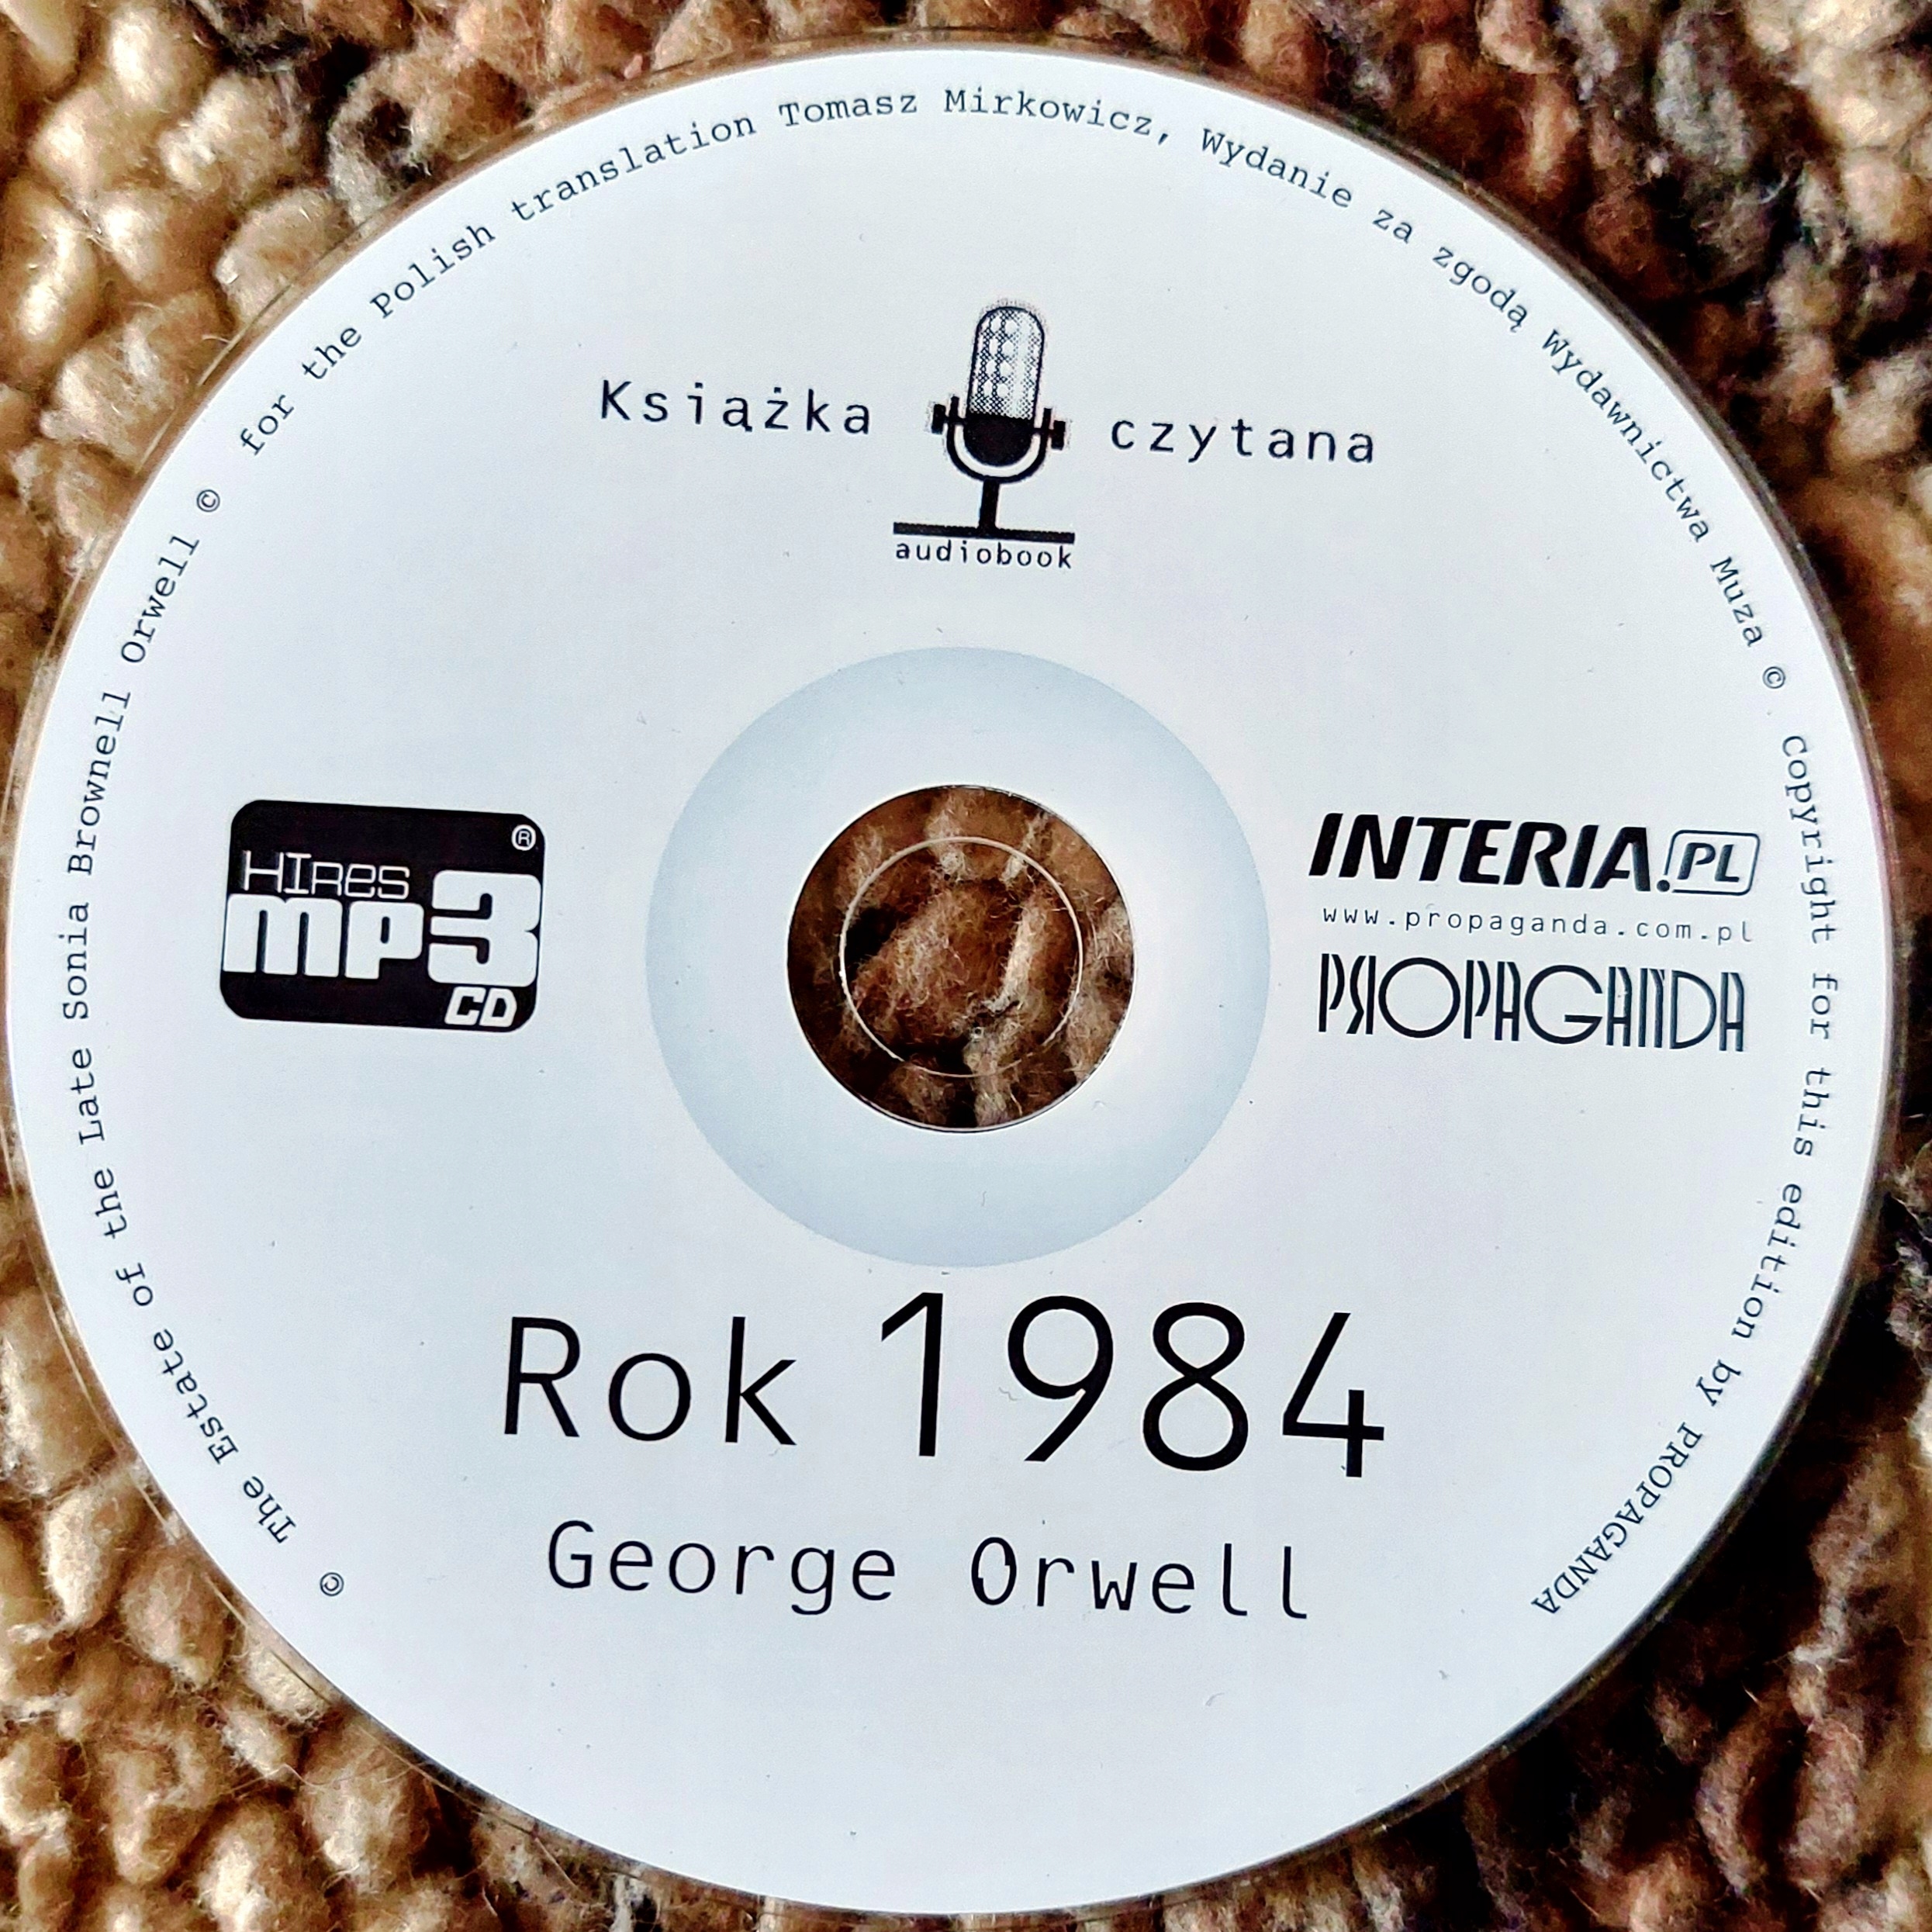 © The Estate of the Late Sonia Brownell Orwell © for the Polish translation Tomasz Mirkowicz, Wydanie za zgodą Wydawnictwa Muza © Copyright for this edition by PROPAGANDA
Książka czytana
audiobook
HIRes ®
mp3
CD
INTERIA.PL
www.propaganda.com.pl
PROPAGANDA
Rok 1984
George Orwell